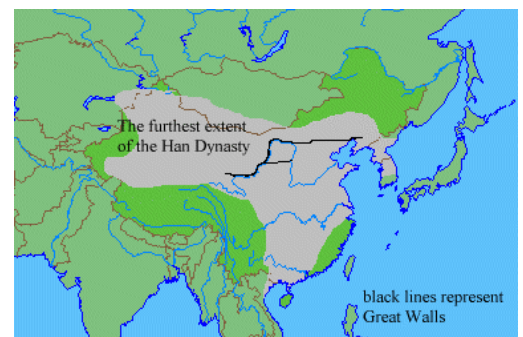 The furthest extent
of the Han Dynasty
black lines represent
Great Walls